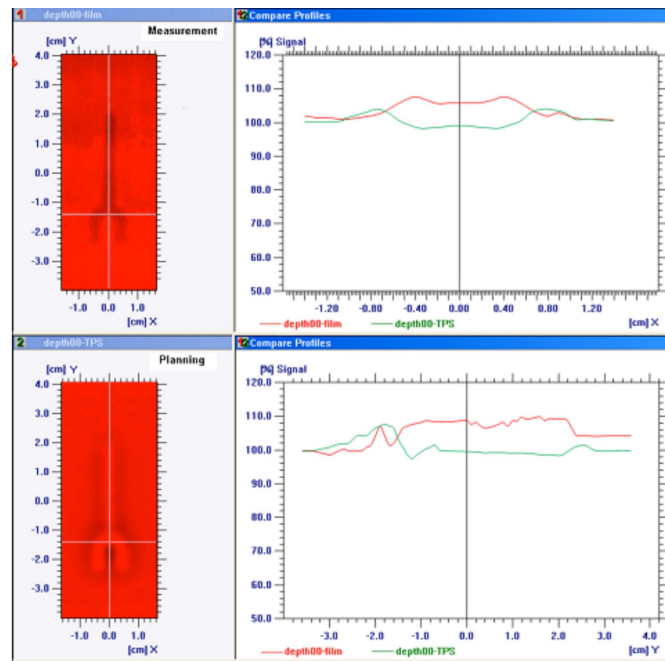 1 depth00-film
Measurement
[cm] Y
4.0
3.0
2.0
1.0
0.0
-1.0
-2.0
-3.0
-1.0 0.0 1.0
[cm] X
Compare Profiles
[%] Signal
120.0
110.0
100.0
90.0
80.0
70.0
60.0
50.0
-1.20 -0.80 -0.40 0.00 0.40 0.80 1.20
depth00-film depth00-TPS [cm] X
2 depth00-TPS
Planning
[cm] Y
4.0
3.0
2.0
1.0
0.0
-1.0
-2.0
-3.0
-1.0 0.0 1.0
[cm] X
Compare Profiles
[%] Signal
120.0
110.0
100.0
90.0
80.0
70.0
60.0
50.0
-3.0 -2.0 -1.0 0.0 1.0 2.0 3.0 4.0
depth00-film depth00-TPS [cm] Y